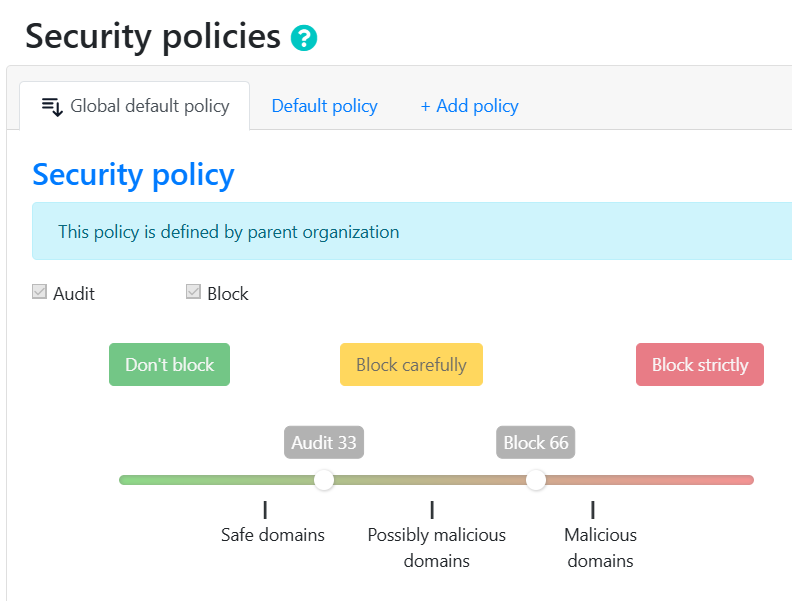 Security policies ?
Global default policy
Default policy
+ Add policy
Security policy
This policy is defined by parent organization
Audit
Block
Don't block
Block carefully
Block strictly
Audit 33
Block 66
Safe domains
Possibly malicious
domains
Malicious
domains